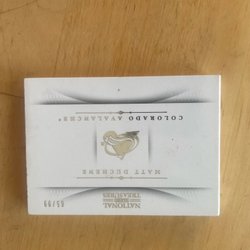 NATIONAL
TREASURES
MATT DUCHENE
COLORADO AVALANCHE®